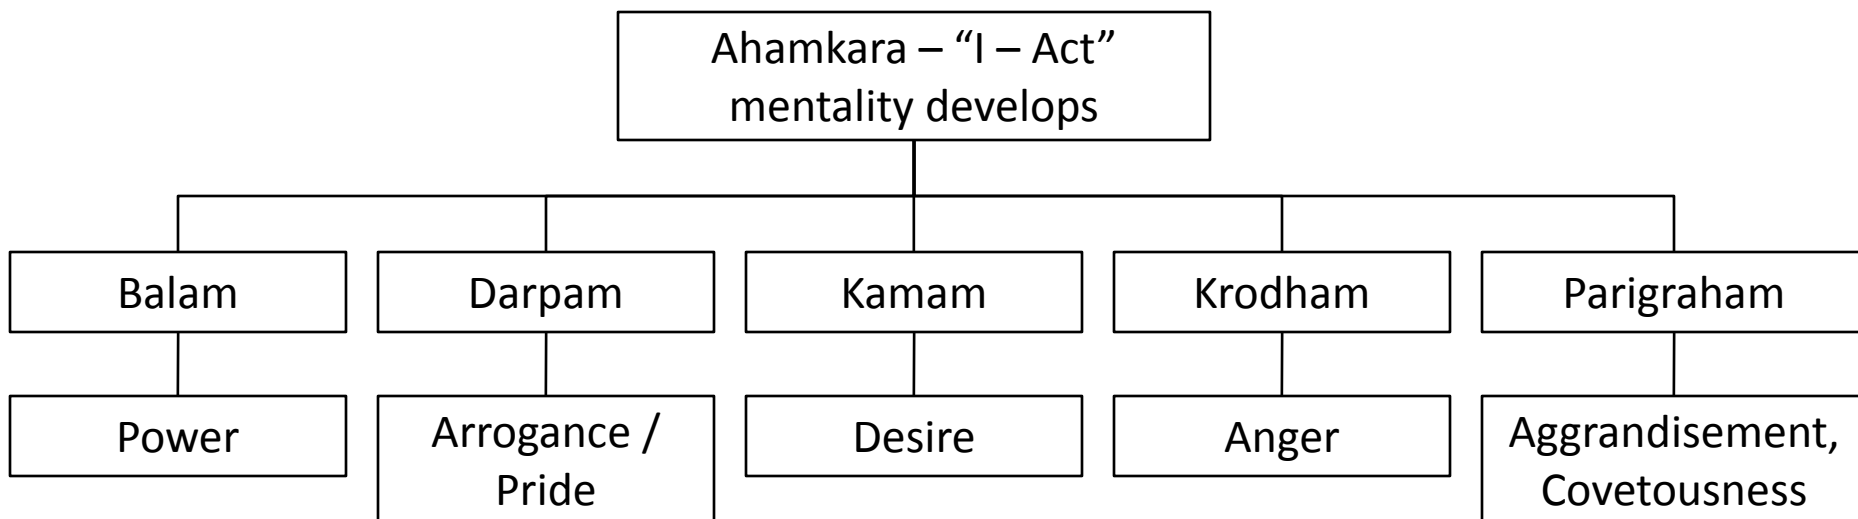 Ahamkara – “I – Act”
mentality develops
Balam
Darpam
Kamam
Krodham
Parigraham
Power
Arrogance /
Pride
Desire
Anger
Aggrandisement,
Covetousness